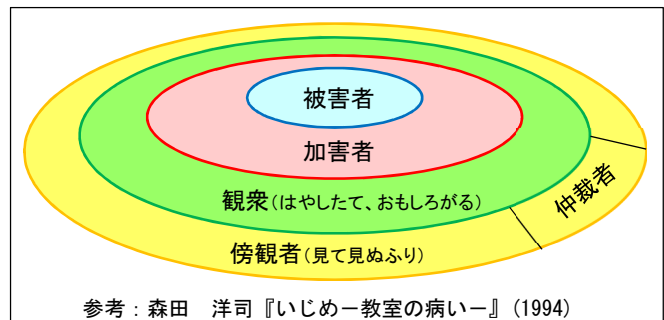 被害者
加害者
観衆（はやしたて、おもしろがる）
仲裁者
傍観者（見て見ぬふり）
参考：森田　洋司『いじめ－教室の病い－』(1994)